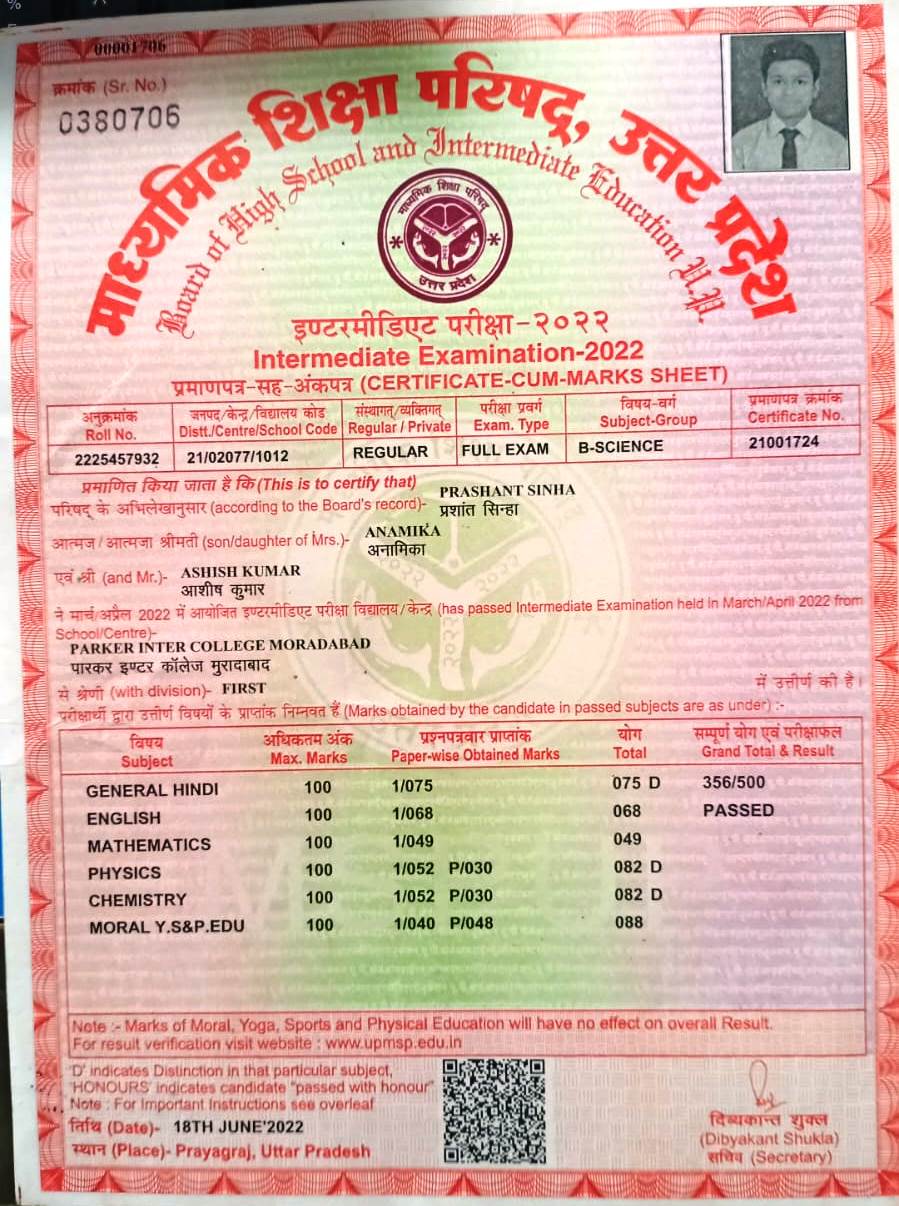 00001706
क्रमांक (Sr. No.)
0380706
माध्यमिक शिक्षा परिषद्, उत्तर प्रदेश
Board of High School and Intermediate Education U.P.
माध्यमिक शिक्षा परिषद्
उत्तर प्रदेश
इण्टरमीडिएट परीक्षा-२०२२
Intermediate Examination-2022
प्रमाणपत्र-सह-अंकपत्र (CERTIFICATE-CUM-MARKS SHEET)
अनुक्रमांक जनपद/केन्द्र/विद्यालय कोड संस्थागत/व्यक्तिगत परीक्षा प्रवर्ग विषय-वर्ग प्रमाणपत्र क्रमांक
Roll No. Distt./Centre/School Code Regular / Private Exam. Type Subject-Group Certificate No.
2225457932 21/02077/1012 REGULAR FULL EXAM B-SCIENCE 21001724
प्रमाणित किया जाता है कि (This is to certify that)
परिषद् के अभिलेखानुसार (according to the Board's record)- PRASHANT SINHA
प्रशांत सिन्हा
आत्मज/आत्मजा श्रीमती (son/daughter of Mrs.)- ANAMIKA
अनामिका
एवं श्री (and Mr.)- ASHISH KUMAR
आशीष कुमार
ने मार्च/अप्रैल 2022 में आयोजित इण्टरमीडिएट परीक्षा विद्यालय/केन्द्र (has passed Intermediate Examination held in March/April 2022 from
School/Centre)-
PARKER INTER COLLEGE MORADABAD
पारकर इण्टर कॉलेज मुरादाबाद
से श्रेणी (with division)- FIRST में उत्तीर्ण की है।
परीक्षार्थी द्वारा उत्तीर्ण विषयों के प्राप्तांक निम्नवत हैं (Marks obtained by the candidate in passed subjects are as under) :-
विषय अधिकतम अंक प्रश्नपत्रवार प्राप्तांक योग सम्पूर्ण योग एवं परीक्षाफल
Subject Max. Marks Paper-wise Obtained Marks Total Grand Total & Result
GENERAL HINDI 100 1/075 075 D 356/500
ENGLISH 100 1/068 068 PASSED
MATHEMATICS 100 1/049 049
PHYSICS 100 1/052 P/030 082 D
CHEMISTRY 100 1/052 P/030 082 D
MORAL Y.S&P.EDU 100 1/040 P/048 088
Note :- Marks of Moral, Yoga, Sports and Physical Education will have no effect on overall Result.
For result verification visit website : www.upmsp.edu.in
'D' indicates Distinction in that particular subject,
'HONOURS' indicates candidate "passed with honour"
Note : For Important Instructions see overleaf
तिथि (Date)- 18TH JUNE'2022
स्थान (Place)- Prayagraj, Uttar Pradesh
दिब्यकान्त शुक्ल
(Dibyakant Shukla)
सचिव (Secretary)